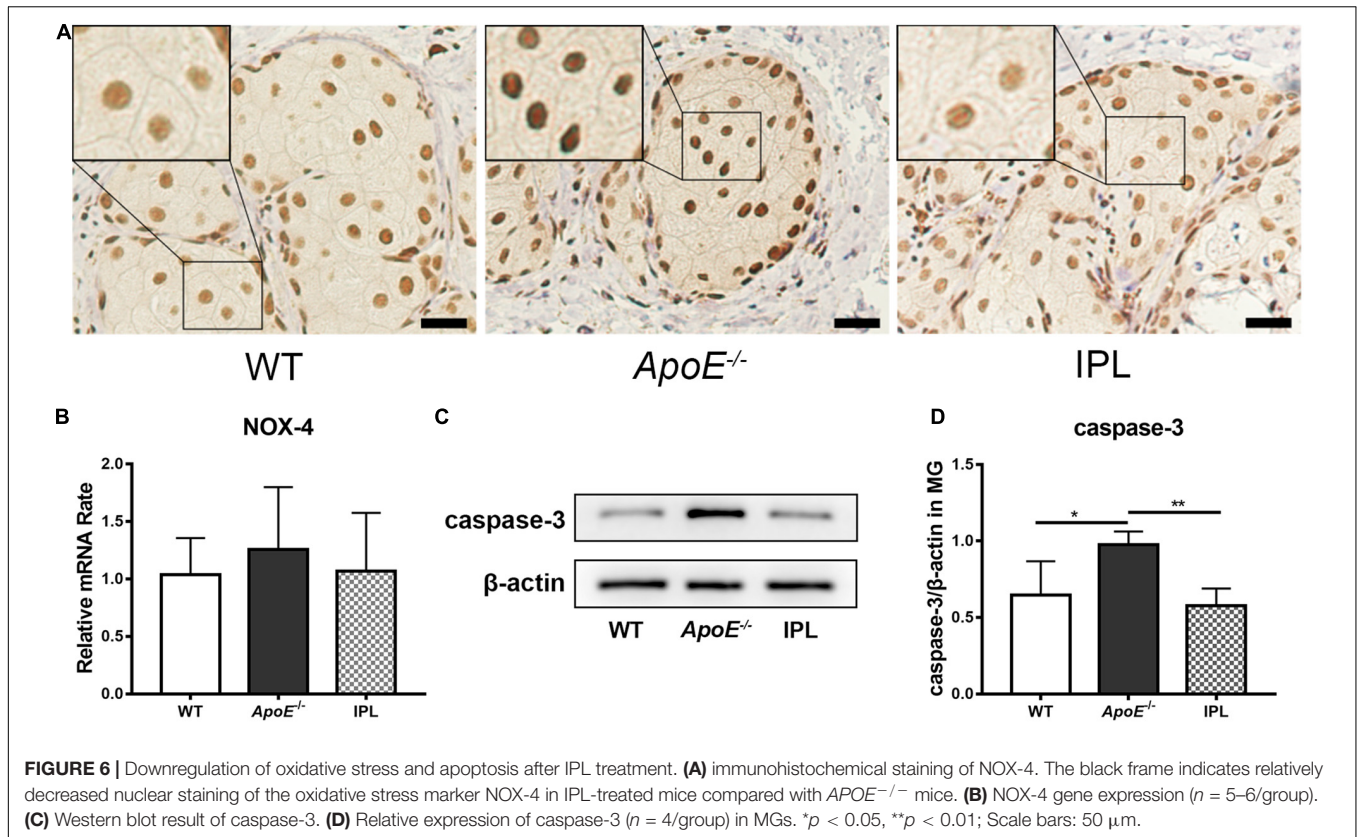 A
WT
ApoE-/-
IPL
B
NOX-4
Relative mRNA Rate
2.0
1.5
1.0
0.5
0.0
WT
ApoE-/-
IPL
C
caspase-3
β-actin
WT
ApoE-/-
IPL
D
caspase-3
caspase-3/β-actin in MG
1.5
1.0
0.5
0.0
*
**
WT
ApoE-/-
IPL
FIGURE 6 | Downregulation of oxidative stress and apoptosis after IPL treatment. (A) immunohistochemical staining of NOX-4. The black frame indicates relatively
decreased nuclear staining of the oxidative stress marker NOX-4 in IPL-treated mice compared with APOE−/− mice. (B) NOX-4 gene expression (n = 5–6/group).
(C) Western blot result of caspase-3. (D) Relative expression of caspase-3 (n = 4/group) in MGs. *p < 0.05, **p < 0.01; Scale bars: 50 μm.